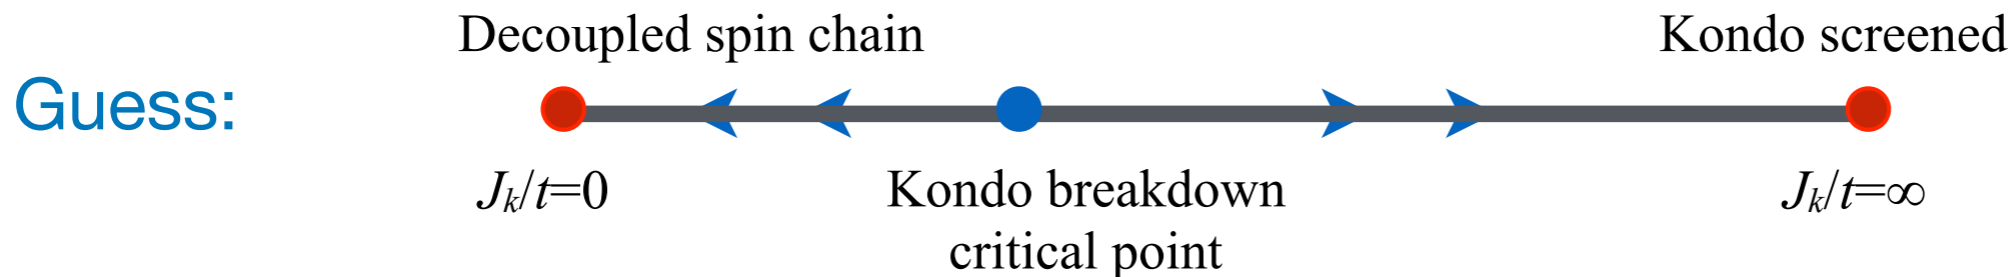 Decoupled spin chain
Kondo screened
Guess:
Jk/t=0
Kondo breakdown
critical point
Jk/t=∞